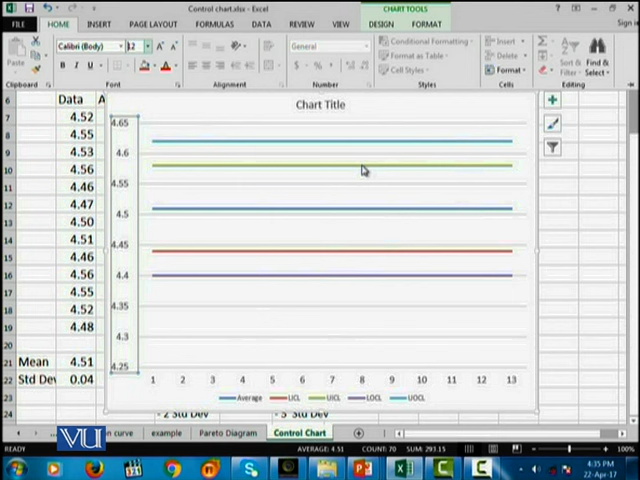 Control chart.xlsx - Excel
CHART TOOLS
FILE HOME INSERT PAGE LAYOUT FORMULAS DATA REVIEW VIEW DESIGN FORMAT Sign in
Calibri (Body) 12 General Conditional Formatting Insert
Paste B I U Format as Table Delete Sort & Find &
$ % Cell Styles Format Filter Select
Clipboard Font Alignment Number Styles Cells Editing
6 Data A
7 4.52
8 4.55
9 4.53
10 4.56
11 4.46
12 4.47
13 4.50
14 4.51
15 4.46
16 4.56
17 4.55
18 4.52
19 4.48
21 Mean 4.51
22 Std Dev 0.04
24 - 2 Std Dev - 3 Std Dev
Chart Title
4.65
4.6
4.55
4.5
4.45
4.4
4.35
4.3
4.25
1 2 3 4 5 6 7 8 9 10 11 12 13
Average LICL UICL LOCL UOCL
... n curve example Pareto Diagram Control Chart
READY AVERAGE: 4.51 COUNT: 70 SUM: 293.15 100%
VU
4:35 PM
22-Apr-17